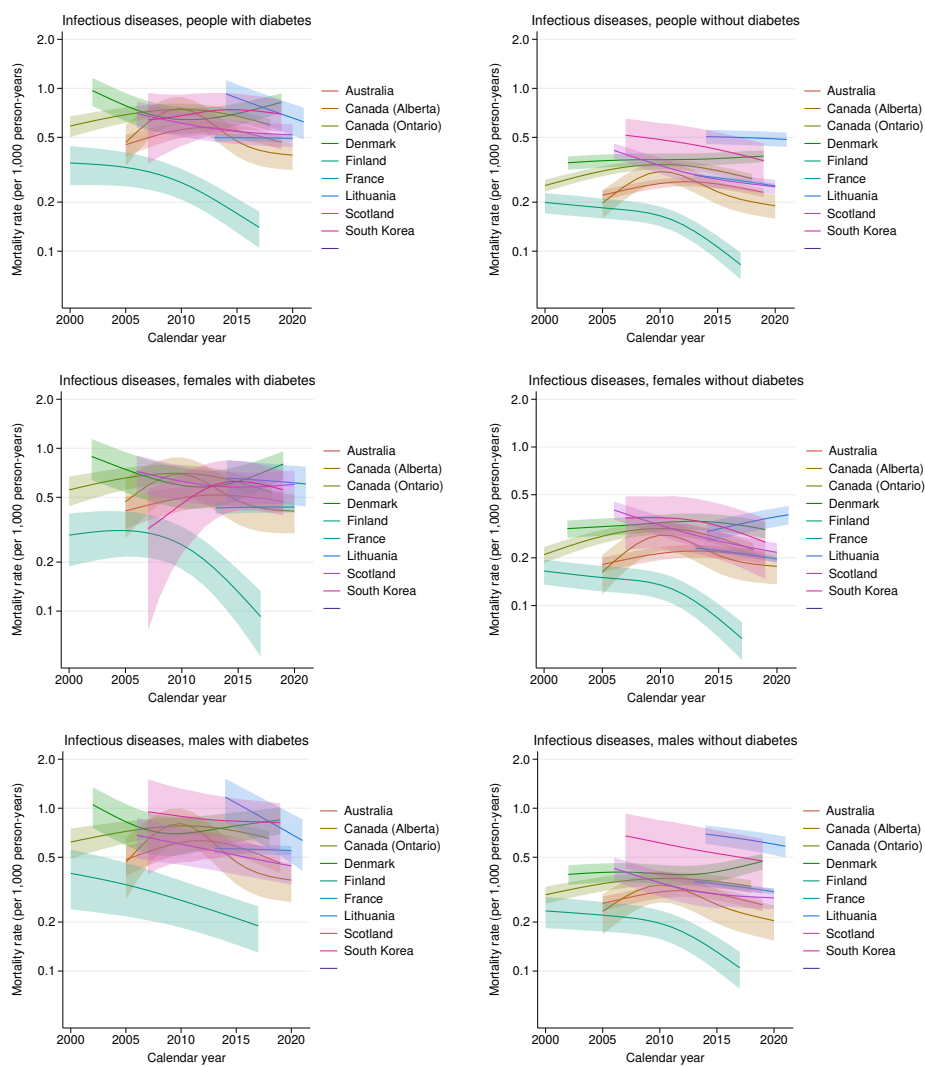 Infectious diseases, people with diabetes
Mortality rate (per 1,000 person-years)
2.0
1.0
0.5
0.2
0.1
2000 2005 2010 2015 2020
Calendar year
Australia
Canada (Alberta)
Canada (Ontario)
Denmark
Finland
France
Lithuania
Scotland
South Korea
Infectious diseases, people without diabetes
Mortality rate (per 1,000 person-years)
2.0
1.0
0.5
0.2
0.1
2000 2005 2010 2015 2020
Calendar year
Australia
Canada (Alberta)
Canada (Ontario)
Denmark
Finland
France
Lithuania
Scotland
South Korea
Infectious diseases, females with diabetes
Mortality rate (per 1,000 person-years)
2.0
1.0
0.5
0.2
0.1
2000 2005 2010 2015 2020
Calendar year
Australia
Canada (Alberta)
Canada (Ontario)
Denmark
Finland
France
Lithuania
Scotland
South Korea
Infectious diseases, females without diabetes
Mortality rate (per 1,000 person-years)
2.0
1.0
0.5
0.2
0.1
2000 2005 2010 2015 2020
Calendar year
Australia
Canada (Alberta)
Canada (Ontario)
Denmark
Finland
France
Lithuania
Scotland
South Korea
Infectious diseases, males with diabetes
Mortality rate (per 1,000 person-years)
2.0
1.0
0.5
0.2
0.1
2000 2005 2010 2015 2020
Calendar year
Australia
Canada (Alberta)
Canada (Ontario)
Denmark
Finland
France
Lithuania
Scotland
South Korea
Infectious diseases, males without diabetes
Mortality rate (per 1,000 person-years)
2.0
1.0
0.5
0.2
0.1
2000 2005 2010 2015 2020
Calendar year
Australia
Canada (Alberta)
Canada (Ontario)
Denmark
Finland
France
Lithuania
Scotland
South Korea